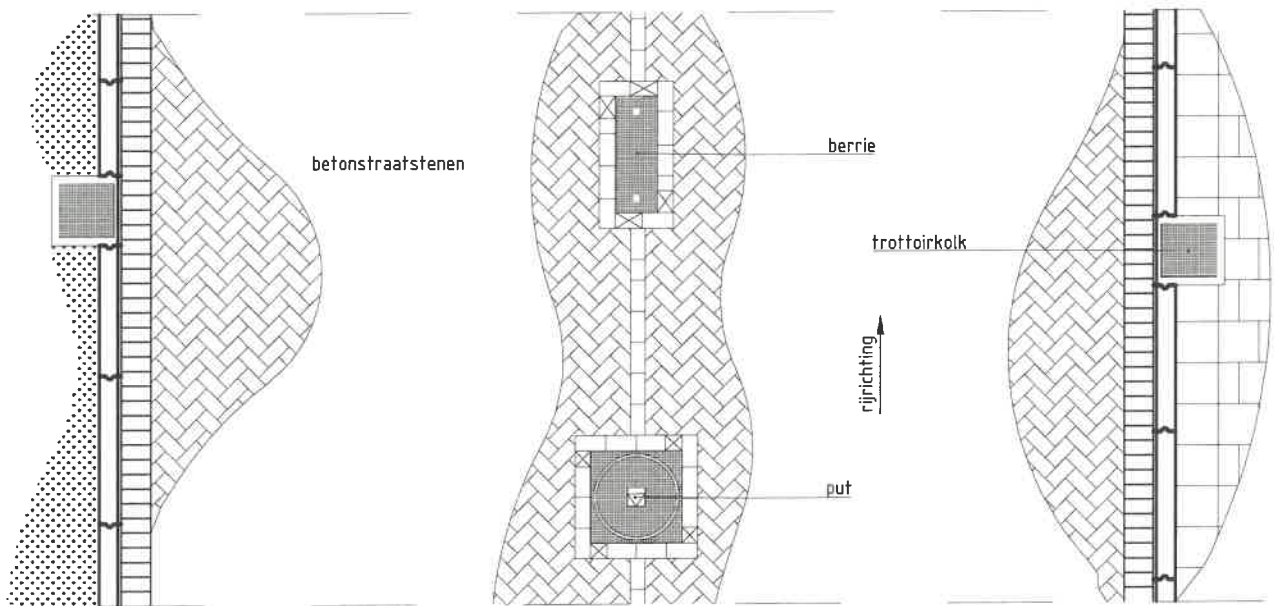 betonstraatstenen
berrie
trottoirkolk
rijrichting
put